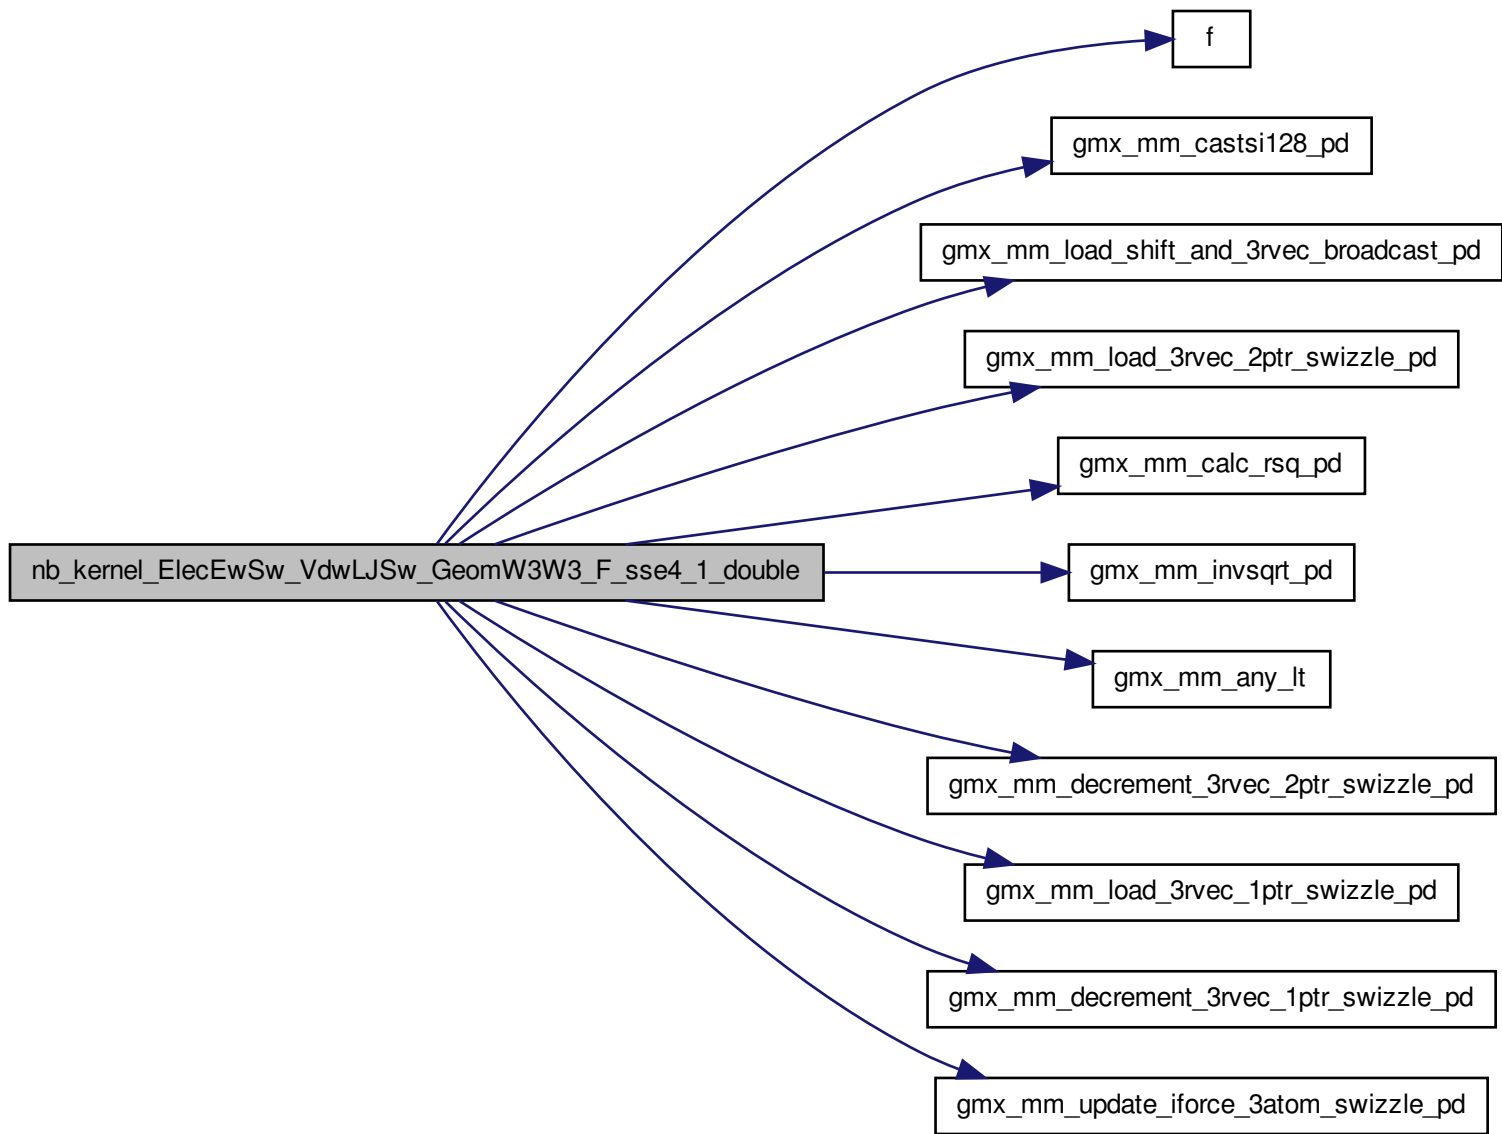 f
gmx_mm_castsi128_pd
gmx_mm_load_shift_and_3rvec_broadcast_pd
gmx_mm_load_3rvec_2ptr_swizzle_pd
gmx_mm_calc_rsq_pd
nb_kernel_ElecEwSw_VdwLJSw_GeomW3W3_F_sse4_1_double
gmx_mm_invsqrt_pd
gmx_mm_any_lt
gmx_mm_decrement_3rvec_2ptr_swizzle_pd
gmx_mm_load_3rvec_1ptr_swizzle_pd
gmx_mm_decrement_3rvec_1ptr_swizzle_pd
gmx_mm_update_iforce_3atom_swizzle_pd